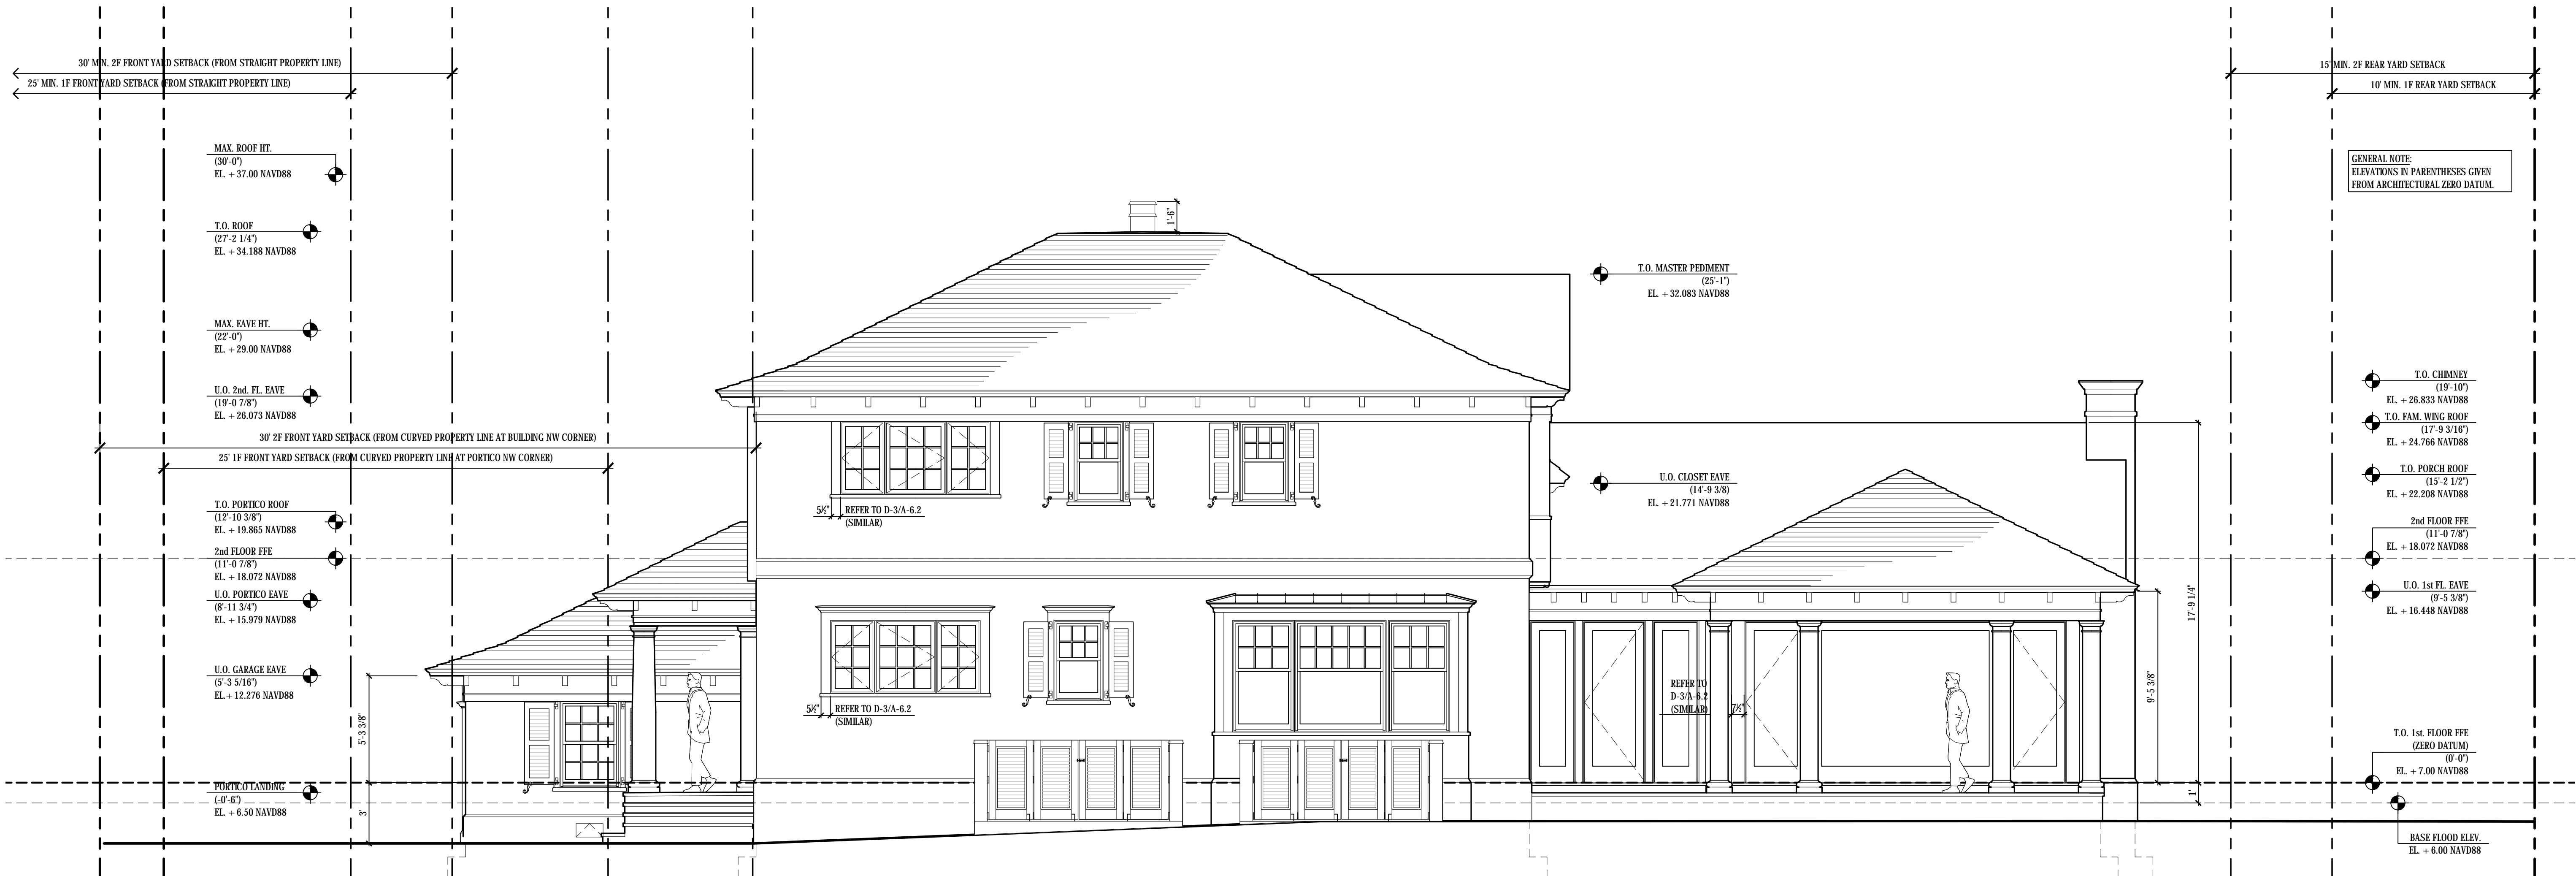 30' MIN. 2F FRONT YARD SETBACK (FROM STRAIGHT PROPERTY LINE)
25' MIN. 1F FRONT YARD SETBACK (FROM STRAIGHT PROPERTY LINE)
15' MIN. 2F REAR YARD SETBACK
10' MIN. 1F REAR YARD SETBACK
MAX. ROOF HT.
(30'-0")
EL. + 37.00 NAVD88
T.O. ROOF
(27'-2 1/4")
EL. + 34.188 NAVD88
MAX. EAVE HT.
(22'-0")
EL. + 29.00 NAVD88
U.O. 2nd. FL. EAVE
(19'-0 7/8")
EL. + 26.073 NAVD88
30' 2F FRONT YARD SETBACK (FROM CURVED PROPERTY LINE AT BUILDING NW CORNER)
25' 1F FRONT YARD SETBACK (FROM CURVED PROPERTY LINE AT PORTICO NW CORNER)
T.O. PORTICO ROOF
(12'-10 3/8")
EL. + 19.865 NAVD88
2nd FLOOR FFE
(11'-0 7/8")
EL. + 18.072 NAVD88
U.O. PORTICO EAVE
(8'-11 3/4")
EL. + 15.979 NAVD88
U.O. GARAGE EAVE
(5'-3 5/16")
EL.+ 12.276 NAVD88
PORTICO LANDING
(-0'-6")
EL. + 6.50 NAVD88
5'-3 3/8"
3'
1'-6"
5½"
REFER TO D-3/A-6.2
(SIMILAR)
5½"
REFER TO D-3/A-6.2
(SIMILAR)
T.O. MASTER PEDIMENT
(25'-1")
EL. + 32.083 NAVD88
U.O. CLOSET EAVE
(14'-9 3/8)
EL. + 21.771 NAVD88
REFER TO
D-3/A-6.2
(SIMILAR)
7½"
9'-5 3/8"
17'-9 1/4"
1'
GENERAL NOTE:
ELEVATIONS IN PARENTHESES GIVEN
FROM ARCHITECTURAL ZERO DATUM.
T.O. CHIMNEY
(19'-10")
EL. + 26.833 NAVD88
T.O. FAM. WING ROOF
(17'-9 3/16")
EL. + 24.766 NAVD88
T.O. PORCH ROOF
(15'-2 1/2")
EL. + 22.208 NAVD88
2nd FLOOR FFE
(11'-0 7/8")
EL. + 18.072 NAVD88
U.O. 1st FL. EAVE
(9'-5 3/8")
EL. + 16.448 NAVD88
T.O. 1st. FLOOR FFE
(ZERO DATUM)
(0'-0")
EL. + 7.00 NAVD88
BASE FLOOD ELEV.
EL. + 6.00 NAVD88